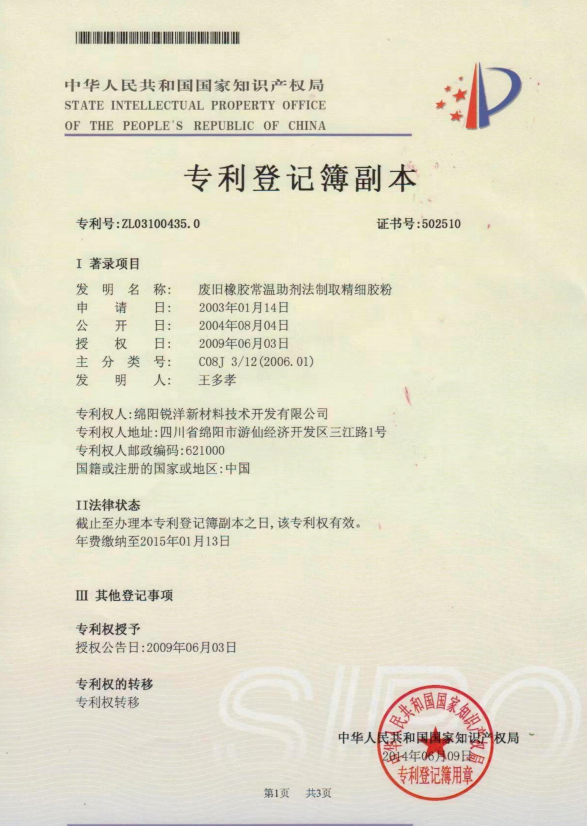 中华人民共和国国家知识产权局
STATE INTELLECTUAL PROPERTY OFFICE
OF THE PEOPLE'S REPUBLIC OF CHINA
专利登记簿副本
专利号:ZL03100435.0 证书号:502510
I 著录项目
发明名称: 废旧橡胶常温助剂法制取精细胶粉
申请日: 2003年01月14日
公开日: 2004年08月04日
授权日: 2009年06月03日
主分类号: C08J 3/12(2006.01)
发明人: 王多孝
专利权人:绵阳锐洋新材料技术开发有限公司
专利权人地址:四川省绵阳市游仙经济开发区三江路1号
专利权人邮政编码:621000
国籍或注册的国家或地区:中国
II法律状态
截止至办理本专利登记簿副本之日,该专利权有效。
年费缴纳至2015年01月13日
III 其他登记事项
专利权授予
授权公告日:2009年06月03日
专利权的转移
专利权转移
SIPO
中华人民共和国国家知识产权局
2014年06月09日
中华人民共和国国家知识产权局
专利登记簿用章
第1页 共3页